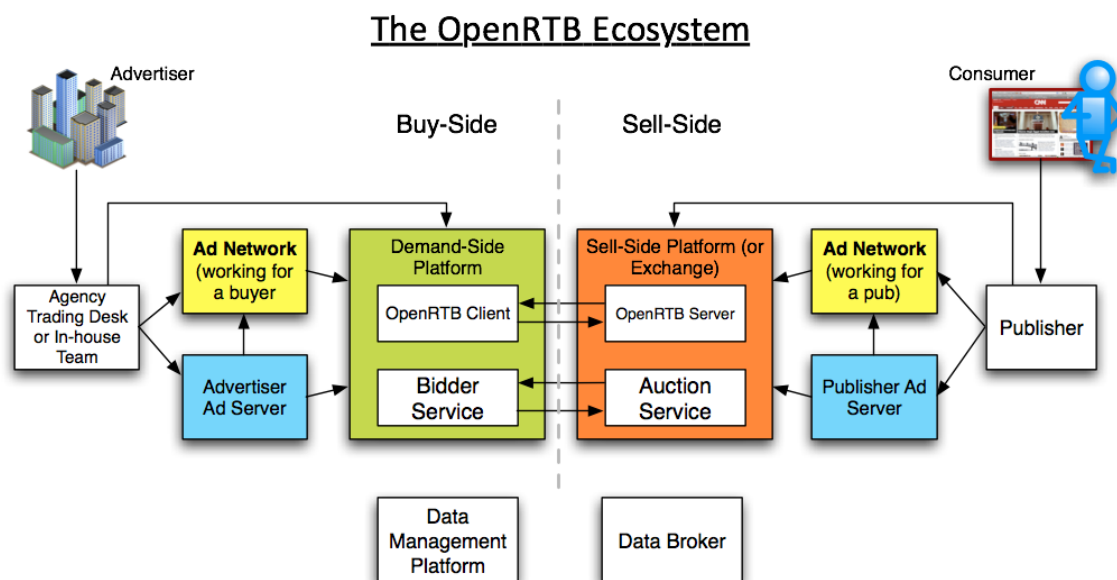 The OpenRTB Ecosystem
Advertiser
Consumer
CNN
Buy-Side
Sell-Side
Ad Network
(working for
a buyer
Demand-Side
Platform
Sell-Side Platform (or
Exchange)
Ad Network
(working for
a pub)
Agency
Trading Desk
or In-house
Team
OpenRTB Client
OpenRTB Server
Publisher
Advertiser
Ad Server
Bidder
Service
Auction
Service
Publisher Ad
Server
Data
Management
Platform
Data Broker